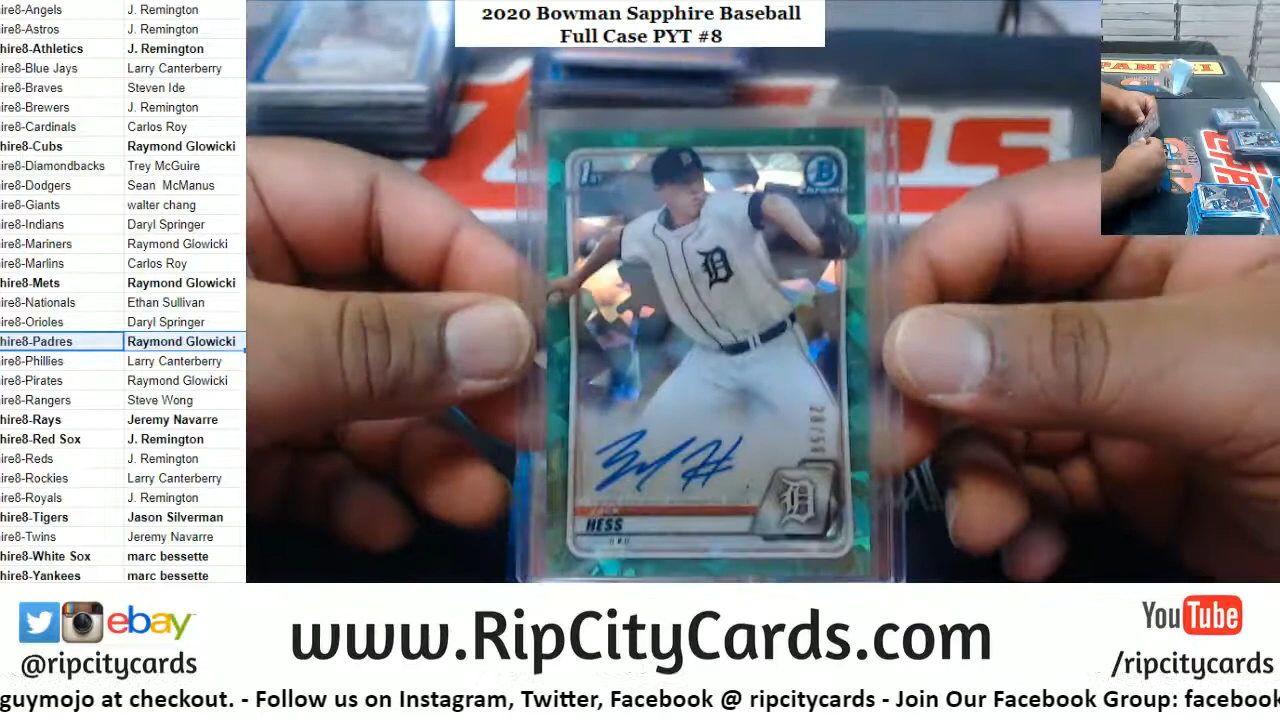 2020 Bowman Sapphire Baseball
Full Case PYT #8
ire8-Angels J. Remington
ire8-Astros J. Remington
hire8-Athletics J. Remington
ire8-Blue Jays Larry Canterberry
ire8-Braves Steven Ide
ire8-Brewers J. Remington
ire8-Cardinals Carlos Roy
hire8-Cubs Raymond Glowicki
ire8-Diamondbacks Trey McGuire
ire8-Dodgers Sean McManus
ire8-Giants walter chang
ire8-Indians Daryl Springer
ire8-Mariners Raymond Glowicki
ire8-Marlins Carlos Roy
hire8-Mets Raymond Glowicki
ire8-Nationals Ethan Sullivan
ire8-Orioles Daryl Springer
hire8-Padres Raymond Glowicki
ire8-Phillies Larry Canterberry
ire8-Pirates Raymond Glowicki
ire8-Rangers Steve Wong
hire8-Rays Jeremy Navarre
hire8-Red Sox J. Remington
ire8-Reds J. Remington
ire8-Rockies Larry Canterberry
ire8-Royals J. Remington
hire8-Tigers Jason Silverman
ire8-Twins Jeremy Navarre
hire8-White Sox marc bessette
hire8-Yankees marc bessette
PANINI
1ST
B
CHROME
D
D
ZACK
HESS
ebay
@ripcitycards
www.RipCityCards.com
YouTube
/ripcitycards
guymojo at checkout. - Follow us on Instagram, Twitter, Facebook @ ripcitycards - Join Our Facebook Group: facebook